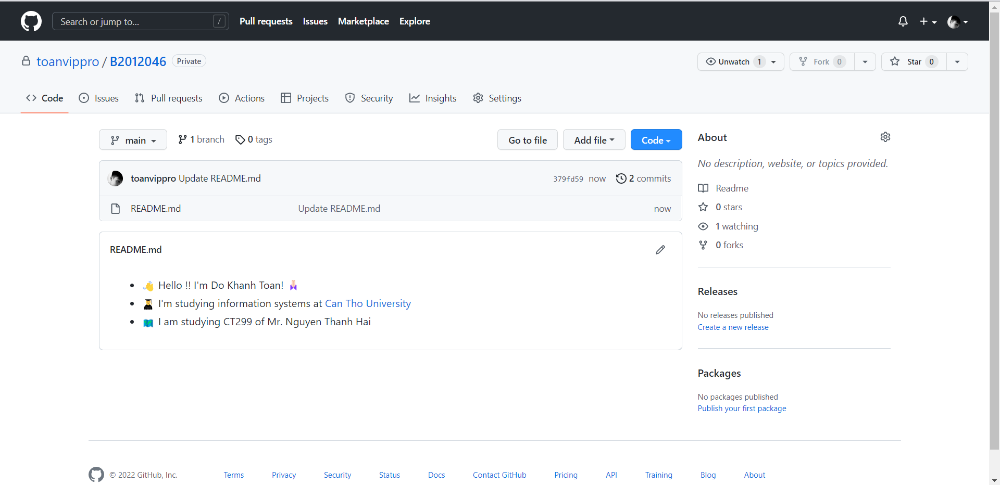 Search or jump to... /
Pull requests Issues Marketplace Explore
toanvippro / B2012046 Private
Unwatch 1 Fork 0 Star 0
Code Issues Pull requests Actions Projects Security Insights Settings
main 1 branch 0 tags Go to file Add file Code
toanvippro Update README.md 379fd59 now 2 commits
README.md Update README.md now
README.md
• 👋 Hello !! I'm Do Khanh Toan!
• 👨‍🎓 I'm studying information systems at Can Tho University
• 📖 I am studying CT299 of Mr. Nguyen Thanh Hai
About
No description, website, or topics provided.
Readme
0 stars
1 watching
0 forks
Releases
No releases published
Create a new release
Packages
No packages published
Publish your first package
© 2022 GitHub, Inc. Terms Privacy Security Status Docs Contact GitHub Pricing API Training Blog About